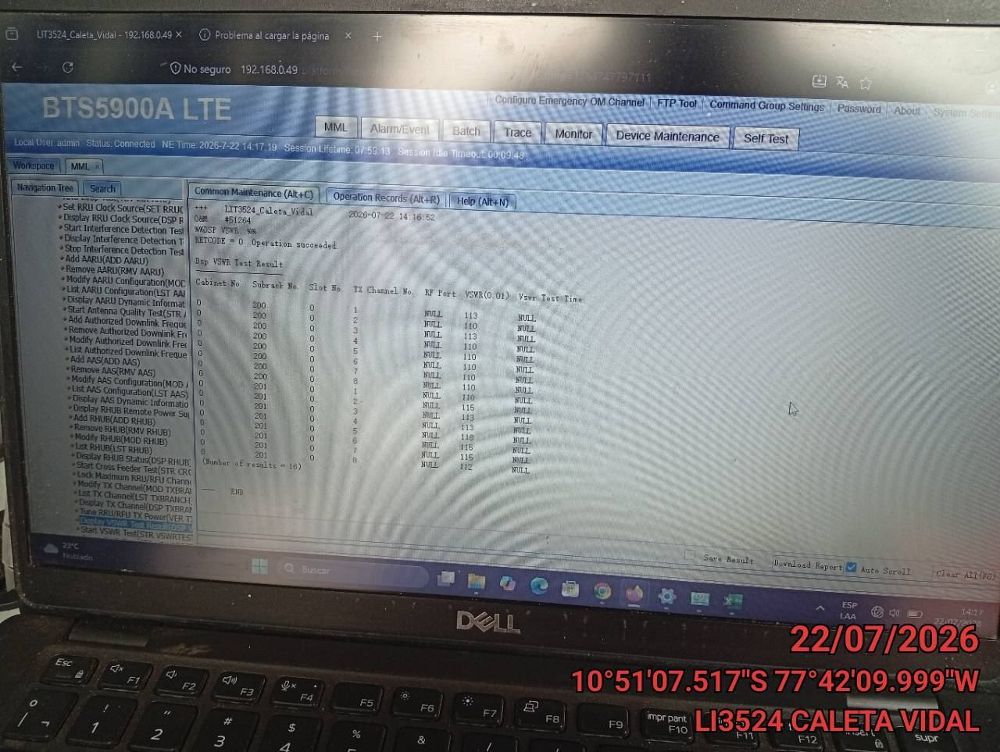 LIT3524_Caleta_Vidal - 192.168.0.49 × Problema al cargar la página × +
No seguro 192.168.0.49
BTS5900A LTE
Configure Emergency OM Channel | FTP Tool | Command Group Settings | Password | About | System Setting
MML Alarm/Event Batch Trace Monitor Device Maintenance Self Test
Local User: admin Status: Connected NE Time: 2026-7-22 14:17:19 Session Lifetime: 07:59:13 Session Idle Timeout: 00:09:48
Workspace MML ×
Navigation Tree Search
Common Maintenance (Alt+C) Operation Records (Alt+R) Help (Alt+N)
Set RRU Clock Source(SET RRUC
Display RRU Clock Source(DSP R
Start Interference Detection Test
Display Interference Detection T
Stop Interference Detection Test
Add AARU(ADD AARU)
Remove AARU(RMV AARU)
Modify AARU Configuration(MOD
List AARU Configuration(LST AAF
Display AARU Dynamic Informat
Start Antenna Quality Test(STR A
Add Authorized Downlink Freque
Remove Authorized Downlink Fr
Modify Authorized Downlink Fre
List Authorized Downlink Freque
Add AAS(ADD AAS)
Remove AAS(RMV AAS)
Modify AAS Configuration(MOD A
List AAS Configuration(LST AAS)
Display AAS Dynamic Informatio
Display RHUB Remote Power Su
Add RHUB(ADD RHUB)
Remove RHUB(RMV RHUB)
Modify RHUB(MOD RHUB)
List RHUB(LST RHUB)
Display RHUB Status(DSP RHUB
Start Cross Feeder Test(STR CRO
Lock Maximum RRU/RFU Chann
Modify TX Channel(MOD TXBRA
List TX Channel(LST TXBRANCH
Display TX Channel(DSP TXBRAN
Tune RRU/RFU TX Power(VER T
Display VSWR Test Result(DSP V
Start VSWR Test(STR VSWRTES
+++ LIT3524_Caleta_Vidal 2026-07-22 14:16:52
O&M #51264
%%DSP VSWR: %%
RETCODE = 0 Operation succeeded.
Dsp VSWR Test Result
Cabinet No. Subrack No. Slot No. TX Channel No. RF Port VSWR(0.01) Vswr Test Time
0 200 0 1 NULL 113 NULL
0 200 0 2 NULL 110 NULL
0 200 0 3 NULL 113 NULL
0 200 0 4 NULL 110 NULL
0 200 0 5 NULL 110 NULL
0 200 0 6 NULL 110 NULL
0 200 0 7 NULL 110 NULL
0 200 0 8 NULL 110 NULL
0 201 0 1 NULL 110 NULL
0 201 0 2 NULL 115 NULL
0 201 0 3 NULL 113 NULL
0 201 0 4 NULL 113 NULL
0 201 0 5 NULL 118 NULL
0 201 0 6 NULL 115 NULL
0 201 0 7 NULL 115 NULL
0 201 0 8 NULL 112 NULL
(Number of results = 16)
--- END
Save Result Download Report Auto Scroll Clear All(F6)
23°C
Nublado
Buscar
ESP
LAA
14:17
DELL
22/07/2026
10°51'07.517"S 77°42'09.999"W
LI3524 CALETA VIDAL
Esc F1 F2 F3 F4 F5 F6 F7 F8 F9 impr pant F10 F11 F12 insert supr
! " # $ % & /
1 2 3 4